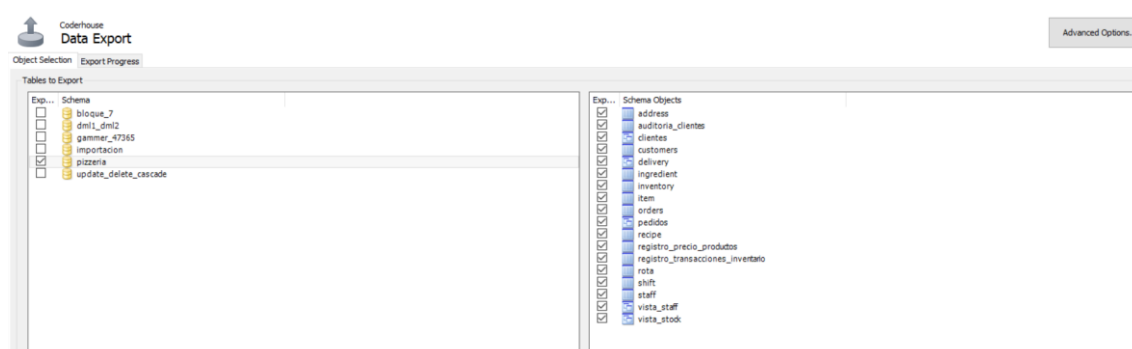 Coderhouse
Data Export
Advanced Options.
Object Selection Export Progress
Tables to Export
Exp... Schema
bloque_7
dml1_dml2
gammer_47365
importacion
pizzeria
update_delete_cascade
Exp... Schema Objects
address
auditoria_clientes
clientes
customers
delivery
ingredient
inventory
item
orders
pedidos
recipe
registro_precio_productos
registro_transacciones_inventario
rota
shift
staff
vista_staff
vista_stock